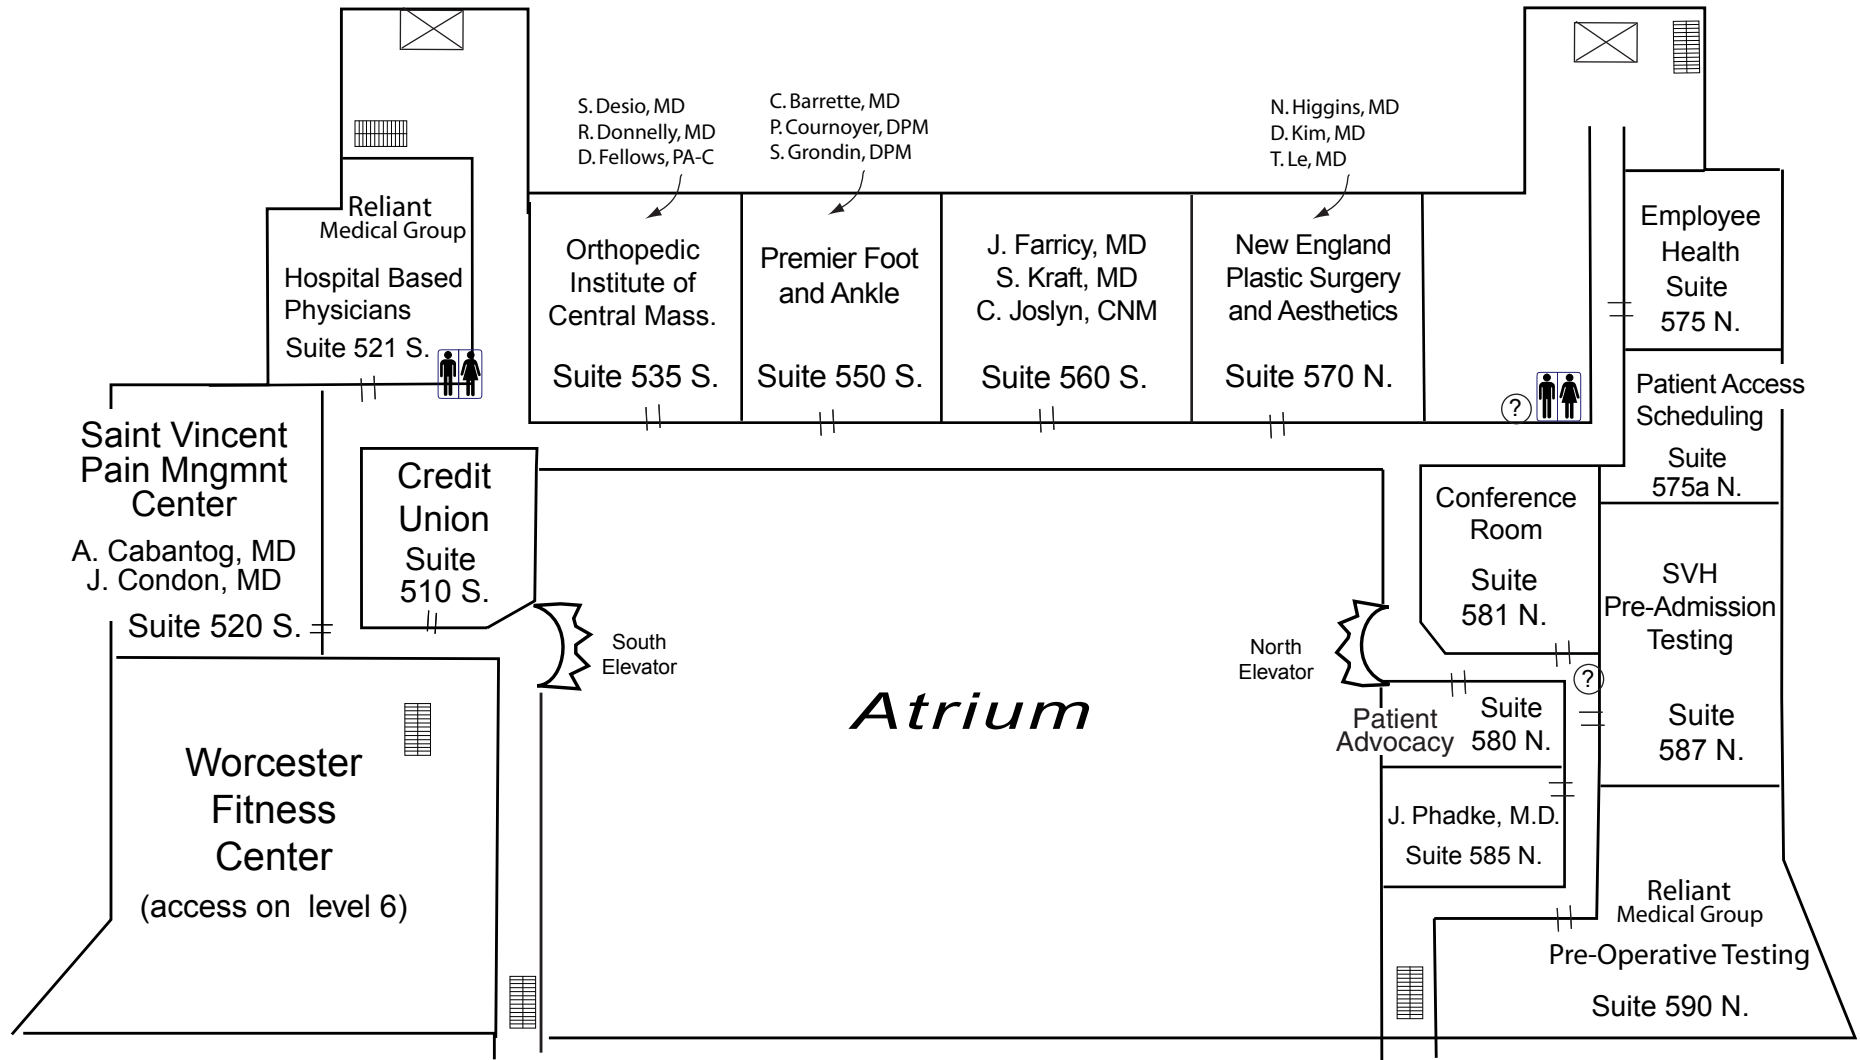 S. Desio, MD
R. Donnelly, MD
D. Fellows, PA-C
C. Barrette, MD
P. Cournoyer, DPM
S. Grondin, DPM
N. Higgins, MD
D. Kim, MD
T. Le, MD
Reliant
Medical Group
Hospital Based
Physicians
Suite 521 S.
Orthopedic
Institute of
Central Mass.
Suite 535 S.
Premier Foot
and Ankle
Suite 550 S.
J. Farricy, MD
S. Kraft, MD
C. Joslyn, CNM
Suite 560 S.
New England
Plastic Surgery
and Aesthetics
Suite 570 N.
?
Employee
Health
Suite
575 N.
Patient Access
Scheduling
Suite
575a N.
Saint Vincent
Pain Mngmnt
Center
A. Cabantog, MD
J. Condon, MD
Suite 520 S.
Credit
Union
Suite
510 S.
South
Elevator
North
Elevator
Atrium
Conference
Room
Suite
581 N.
SVH
Pre-Admission
Testing
Suite
587 N.
?
Patient
Advocacy
Suite
580 N.
J. Phadke, M.D.
Suite 585 N.
Worcester
Fitness
Center
(access on level 6)
Reliant
Medical Group
Pre-Operative Testing
Suite 590 N.